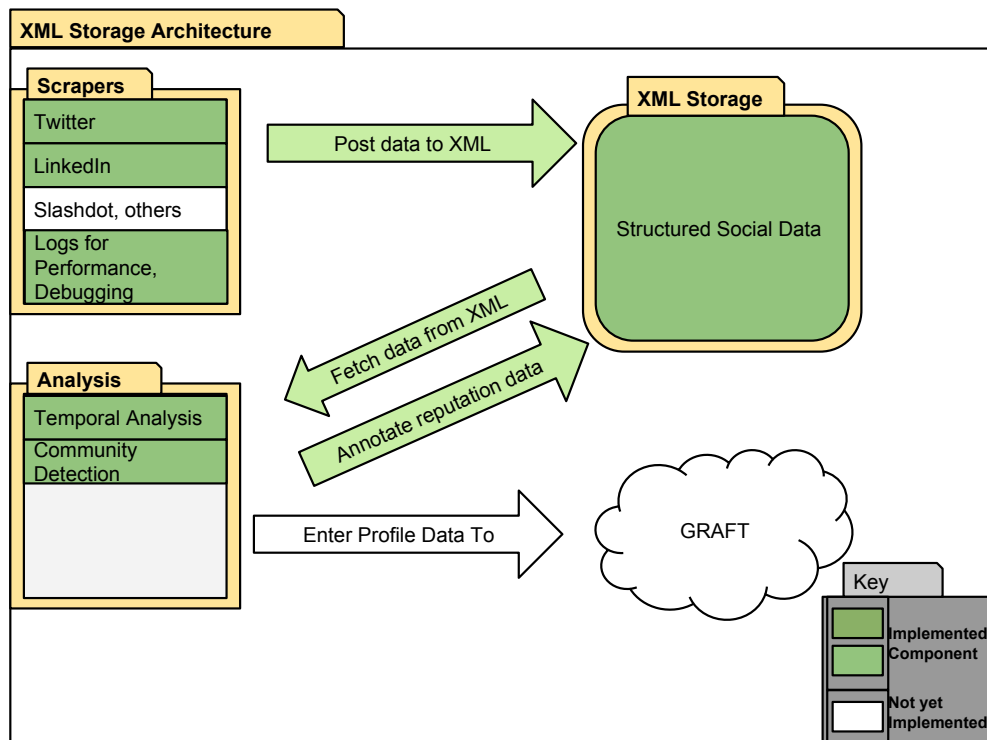 XML Storage Architecture
Scrapers
Twitter
LinkedIn
Slashdot, others
Logs for
Performance,
Debugging
Post data to XML
XML Storage
Structured Social Data
Fetch data from XML
Annotate reputation data
Analysis
Temporal Analysis
Community
Detection
Enter Profile Data To
GRAFT
Key
Implemented
Component
Not yet
Implemented